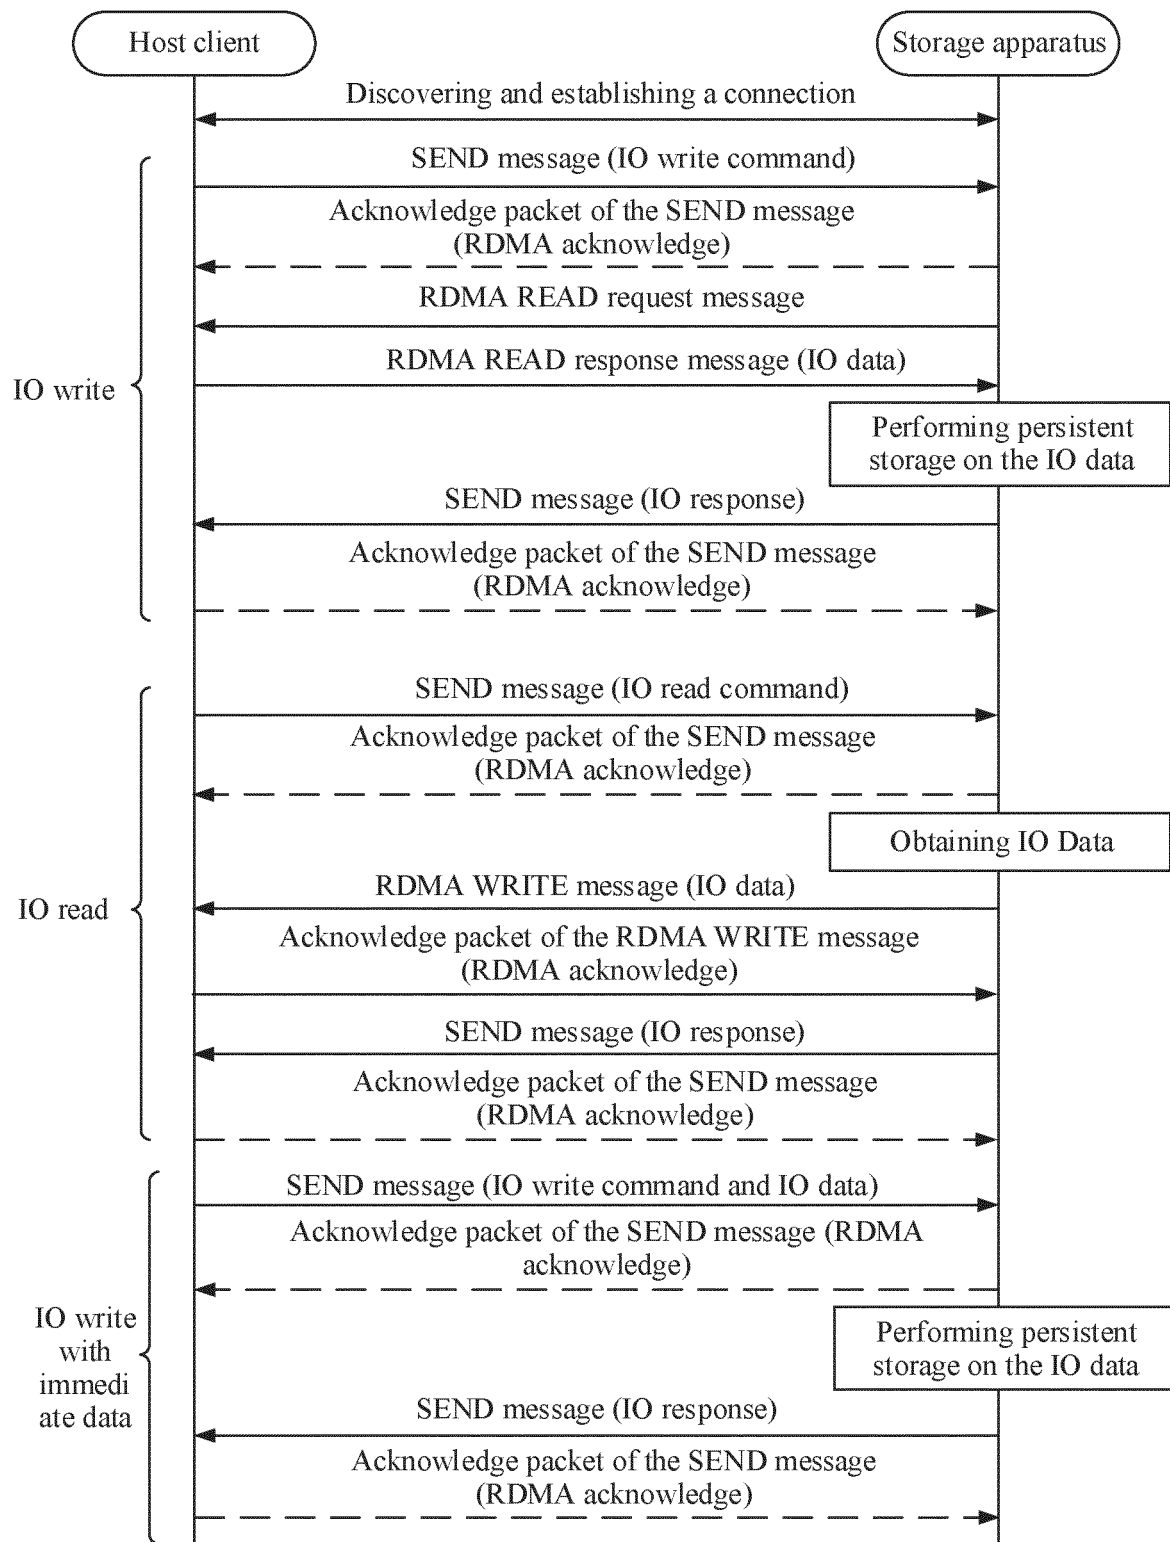 Host client
Storage apparatus
Discovering and establishing a connection
SEND message (IO write command)
Acknowledge packet of the SEND message
(RDMA acknowledge)
RDMA READ request message
RDMA READ response message (IO data)
IO write
Performing persistent
storage on the IO data
SEND message (IO response)
Acknowledge packet of the SEND message
(RDMA acknowledge)
SEND message (IO read command)
Acknowledge packet of the SEND message
(RDMA acknowledge)
Obtaining IO Data
RDMA WRITE message (IO data)
IO read
Acknowledge packet of the RDMA WRITE message
(RDMA acknowledge)
SEND message (IO response)
Acknowledge packet of the SEND message
(RDMA acknowledge)
SEND message (IO write command and IO data)
Acknowledge packet of the SEND message (RDMA
acknowledge)
IO write
with
immedi
ate data
Performing persistent
storage on the IO data
SEND message (IO response)
Acknowledge packet of the SEND message
(RDMA acknowledge)